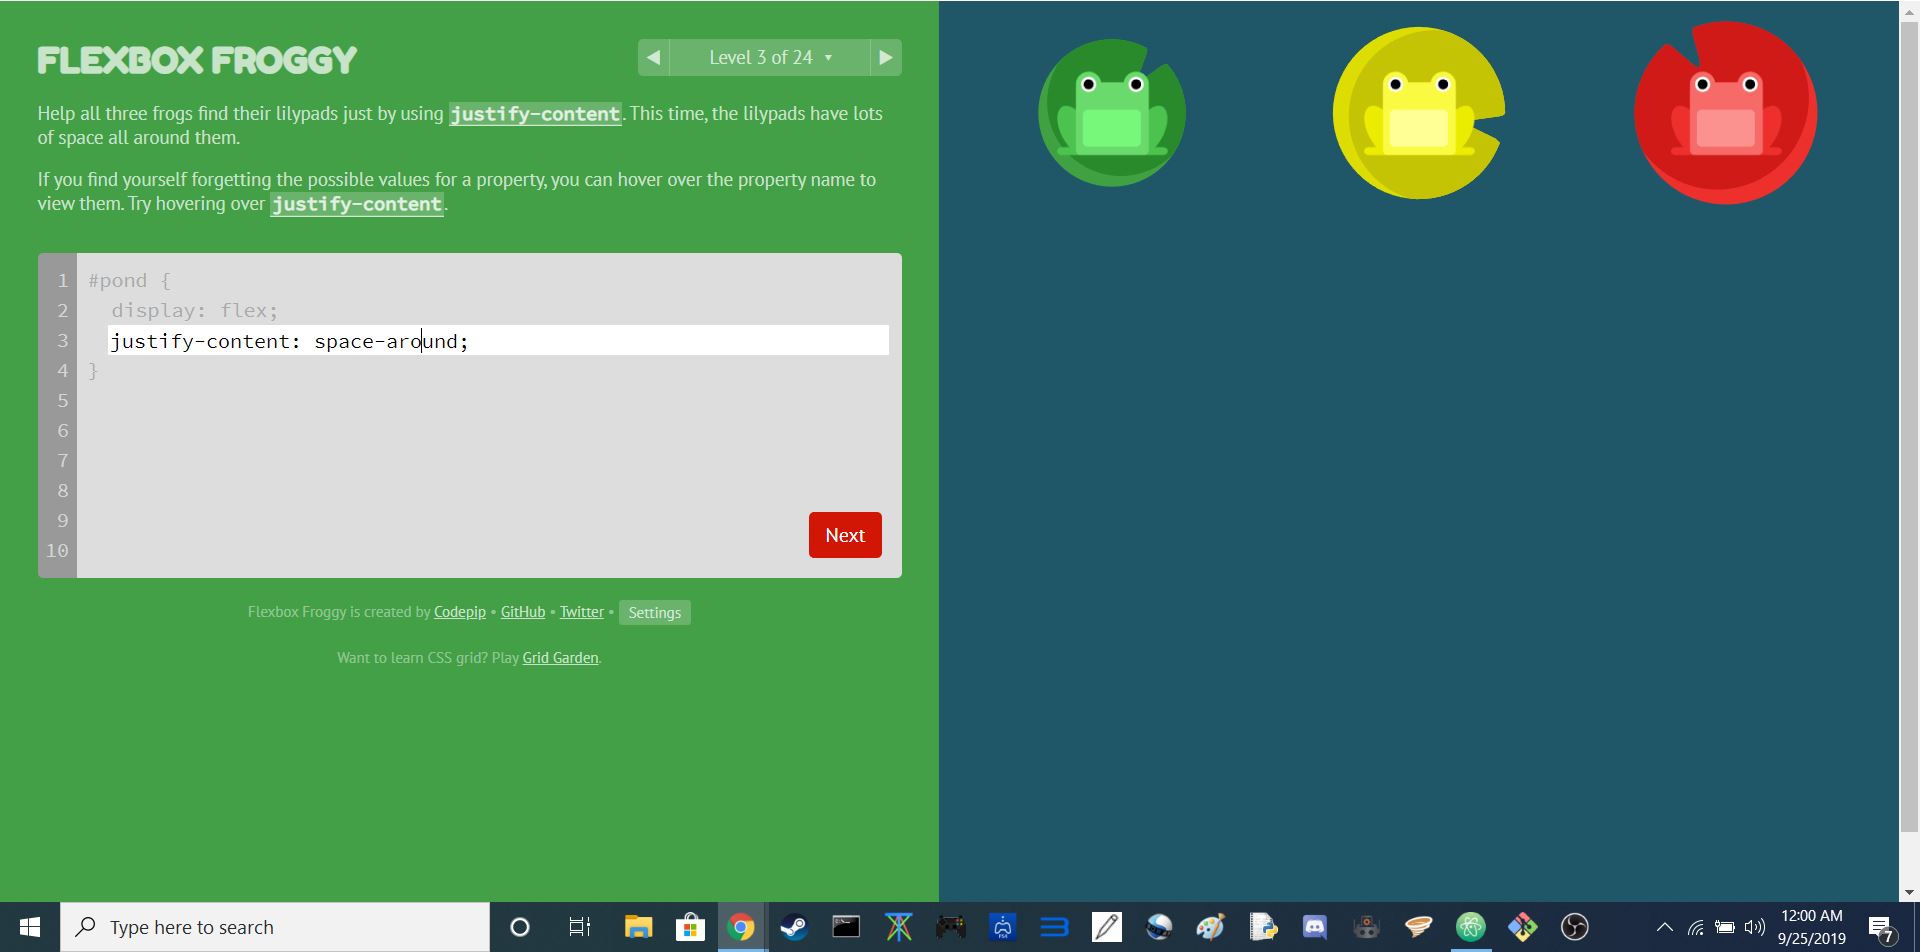 FLEXBOX FROGGY
◀ Level 3 of 24 ▾ ▶
Help all three frogs find their lilypads just by using justify-content. This time, the lilypads have lots
of space all around them.
If you find yourself forgetting the possible values for a property, you can hover over the property name to
view them. Try hovering over justify-content.
1 #pond {
2 display: flex;
3 justify-content: space-around;
4 }
5
6
7
8
9
10
Next
Flexbox Froggy is created by Codepip • GitHub • Twitter • Settings
Want to learn CSS grid? Play Grid Garden.
Type here to search
12:00 AM
9/25/2019
7